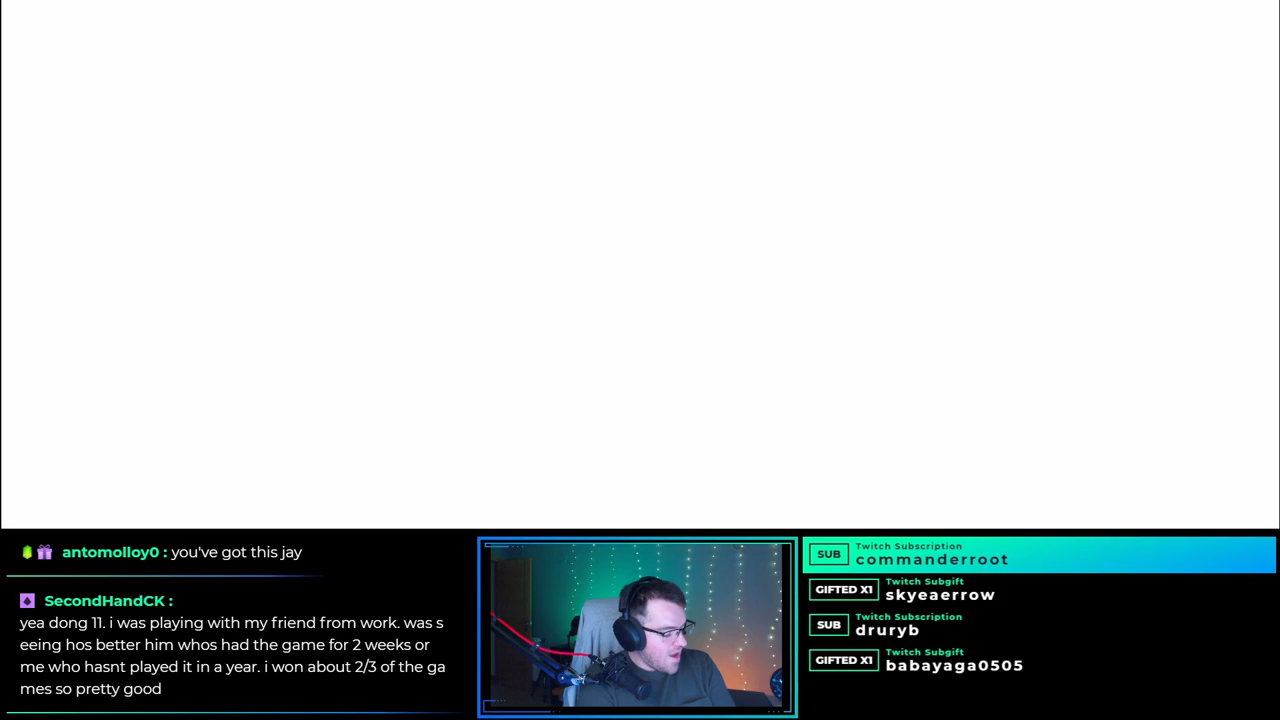 antomolloy0 : you've got this jay
SecondHandCK :
yea dong 11. i was playing with my friend from work. was s
eeing hos better him whos had the game for 2 weeks or
me who hasnt played it in a year. i won about 2/3 of the ga
mes so pretty good
SUB
Twitch Subscription
commanderroot
GIFTED X1
Twitch Subgift
skyeaerrow
SUB
Twitch Subscription
druryb
GIFTED X1
Twitch Subgift
babayaga0505